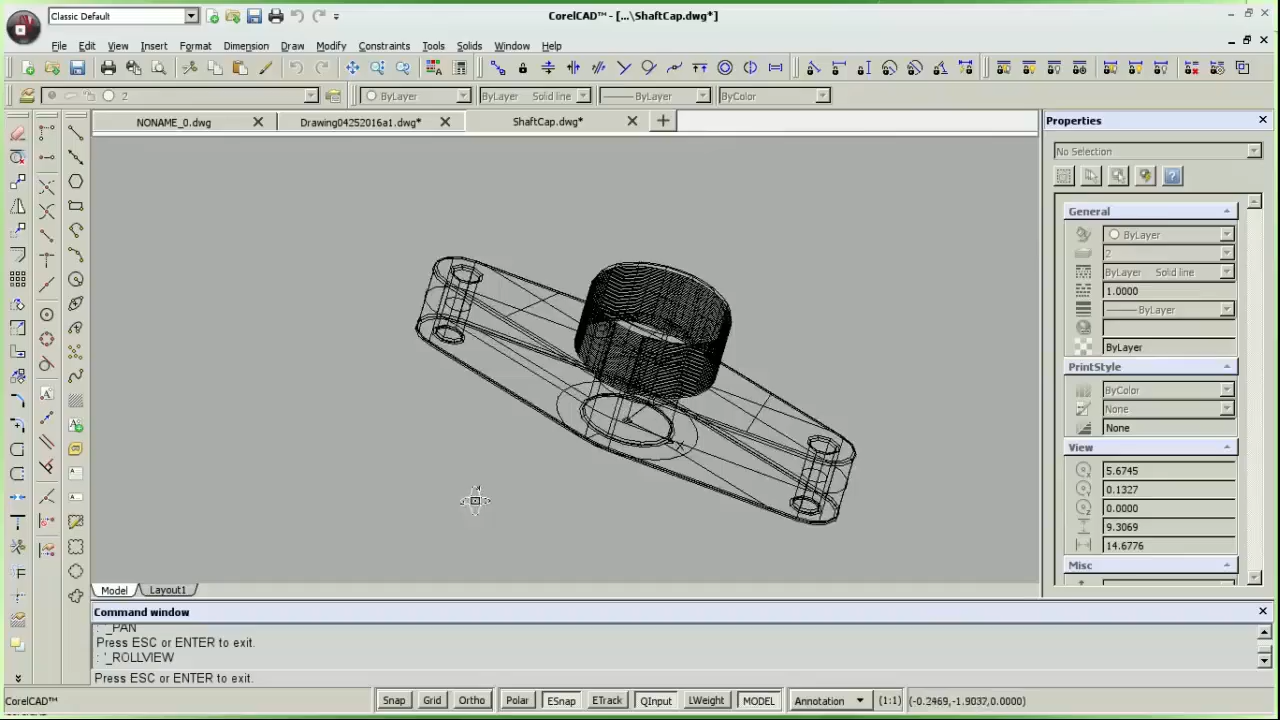 Classic Default
CorelCAD™ - [...\ShaftCap.dwg*]
File Edit View Insert Format Dimension Draw Modify Constraints Tools Solids Window Help
2
ByLayer
ByLayer Solid line
ByLayer
ByColor
NONAME_0.dwg
Drawing04252016a1.dwg*
ShaftCap.dwg*
Properties
No Selection
General
ByLayer
2
ByLayer Solid line
1.0000
ByLayer
ByLayer
PrintStyle
ByColor
None
None
View
5.6745
0.1327
0.0000
9.3069
14.6776
Misc
X
Model
Layout1
Command window
: '_PAN
Press ESC or ENTER to exit.
: '_ROLLVIEW
Press ESC or ENTER to exit.
CorelCAD™
Snap Grid Ortho Polar ESnap ETrack QInput LWeight MODEL Annotation (1:1) (-0.2469,-1.9037,0.0000)